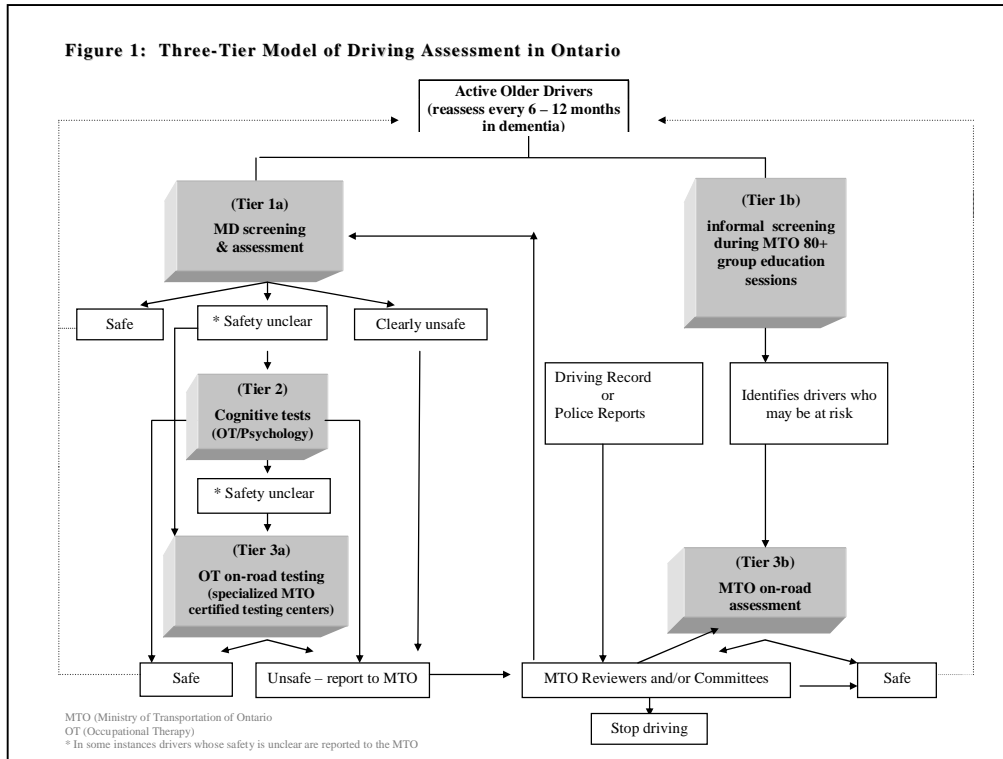 Figure 1: Three-Tier Model of Driving Assessment in Ontario
Active Older Drivers
(reassess every 6 – 12 months
in dementia)
(Tier 1a)
MD screening
& assessment
(Tier 1b)
informal screening
during MTO 80+
group education
sessions
Safe
* Safety unclear
Clearly unsafe
Driving Record
or
Police Reports
Identifies drivers who
may be at risk
(Tier 2)
Cognitive tests
(OT/Psychology)
* Safety unclear
(Tier 3a)
OT on-road testing
(specialized MTO
certified testing centers)
(Tier 3b)
MTO on-road
assessment
Safe
Unsafe – report to MTO
MTO Reviewers and/or Committees
Safe
Stop driving
MTO (Ministry of Transportation of Ontario
OT (Occupational Therapy)
* In some instances drivers whose safety is unclear are reported to the MTO